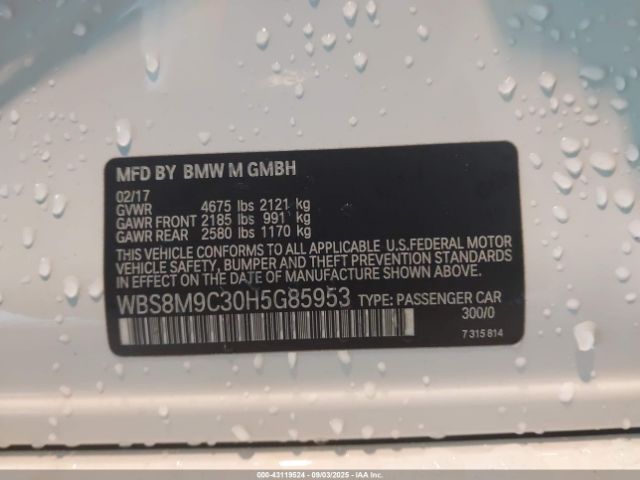 MFD BY BMW M GMBH
02/17
GVWR 4675 lbs 2121 kg
GAWR FRONT 2185 lbs 991 kg
GAWR REAR 2580 lbs 1170 kg
THIS VEHICLE CONFORMS TO ALL APPLICABLE U.S.FEDERAL MOTOR
VEHICLE SAFETY, BUMPER AND THEFT PREVENTION STANDARDS
IN EFFECT ON THE DATE OF MANUFACTURE SHOWN ABOVE.
WBS8M9C30H5G85953 TYPE: PASSENGER CAR
300/0
7 315 814
000-43119524 - 09/03/2025 - IAAI.COM